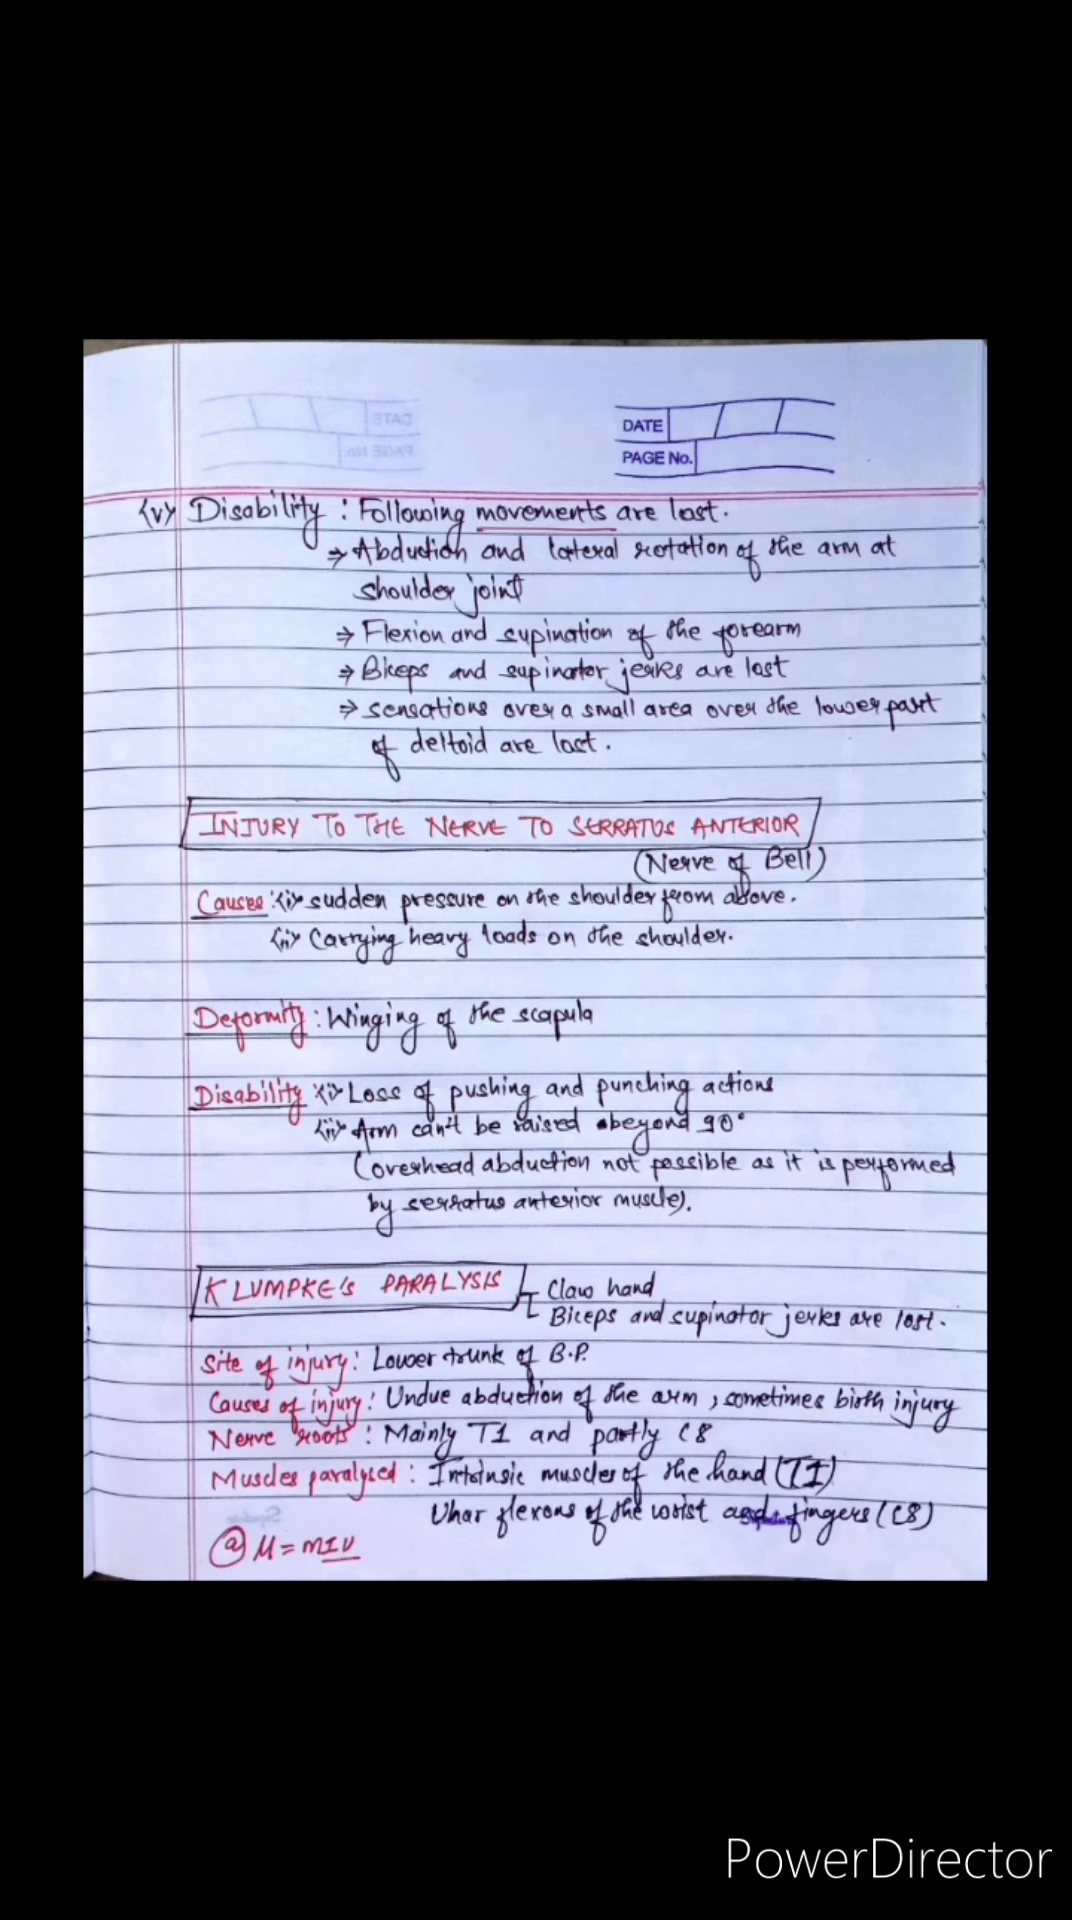 DATE
PAGE No.
(v) Disability : Following movements are lost.
⇒ Abduction and lateral rotation of the arm at
shoulder joint
⇒ Flexion and supination of the forearm
⇒ Biceps and supinator jerks are lost
⇒ sensations over a small area over the lower part
of deltoid are lost.
INJURY TO THE NERVE TO SERRATUS ANTERIOR
(Nerve of Bell)
Causes : (i) sudden pressure on the shoulder from above.
(ii) Carrying heavy loads on the shoulder.
Deformity : Winging of the scapula
Disability : (i) Loss of pushing and punching actions
(ii) Arm can't be raised beyond 90°
(overhead abduction not possible as it is performed
by serratus anterior muscle).
KLUMPKE'S PARALYSIS Claw hand
Biceps and supinator jerks are lost.
Site of injury : Lower trunk of B.P.
Causes of injury : Undue abduction of the arm, sometimes birth injury
Nerve roots : Mainly T1 and partly C8
Muscles paralysed : Intrinsic muscles of the hand (T1)
Ulnar flexors of the wrist and fingers (C8)
@ M = MIU
PowerDirector